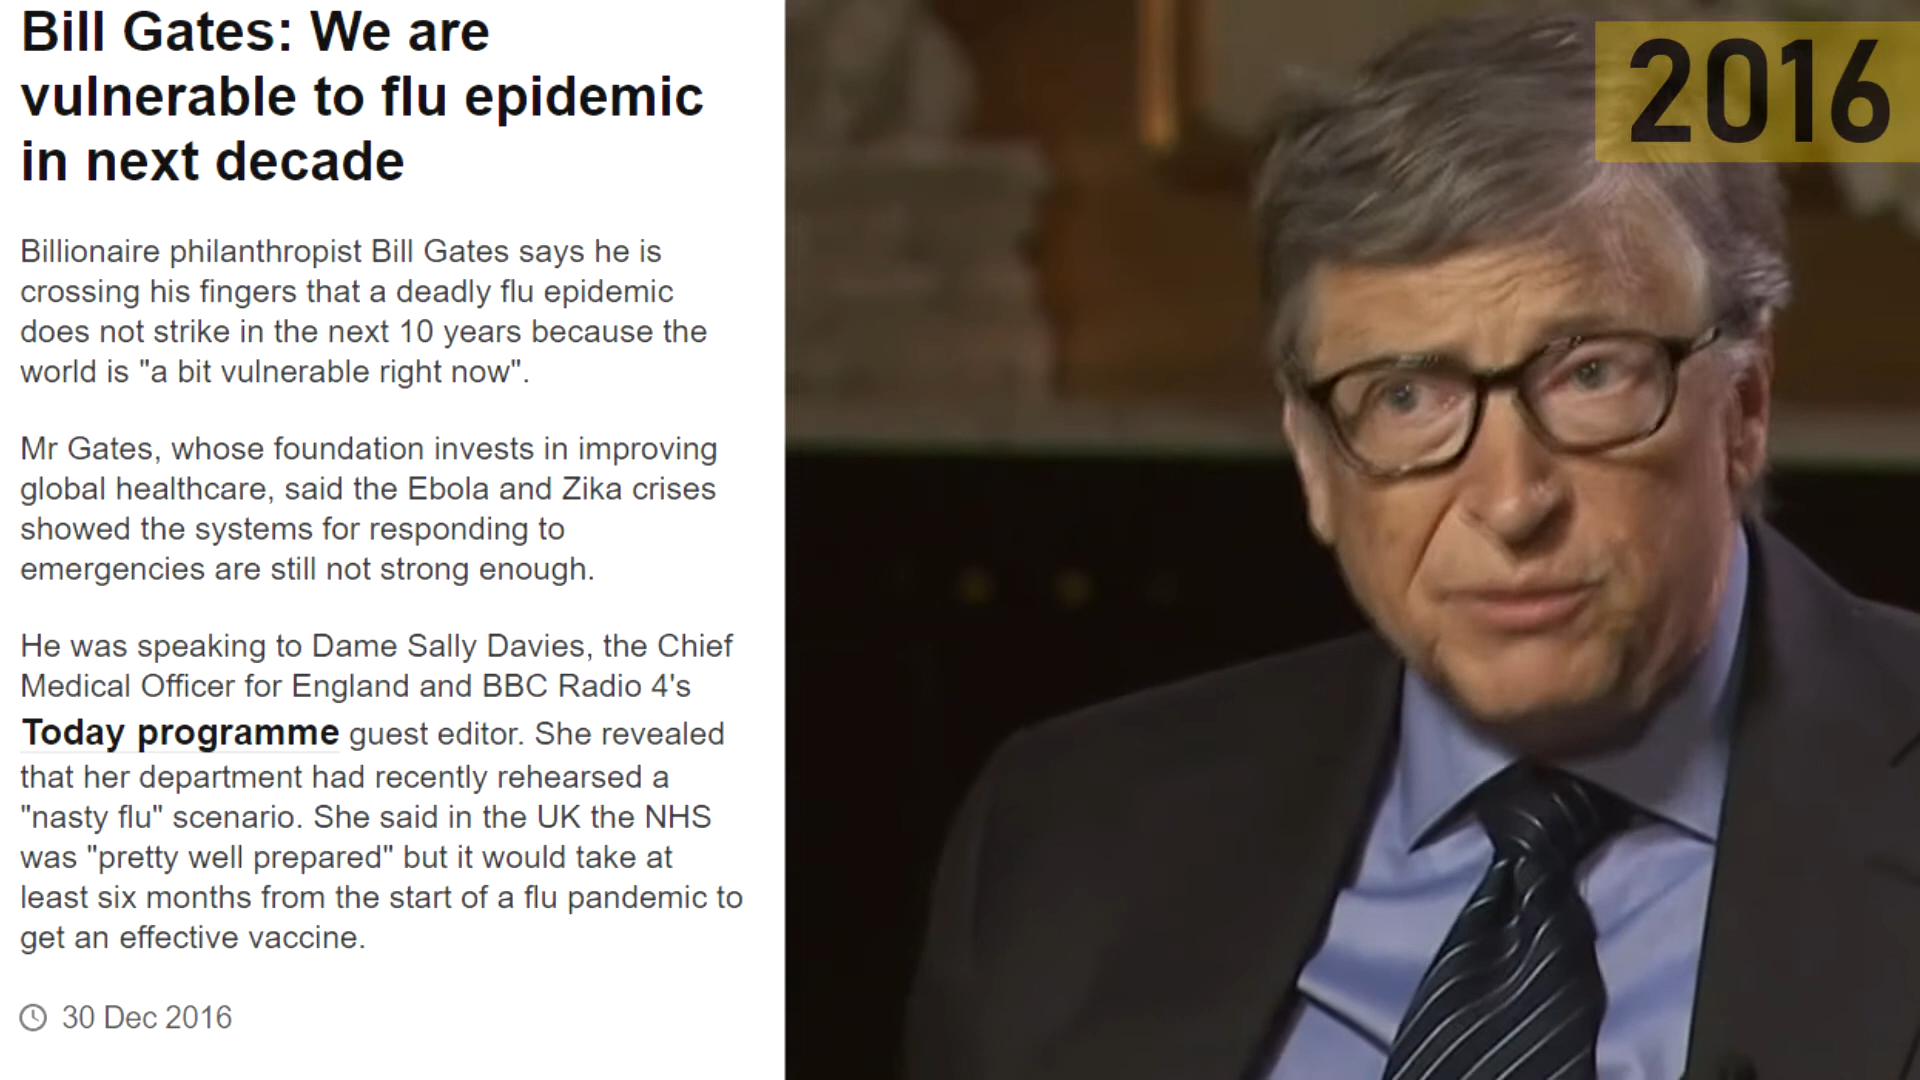 Bill Gates: We are
vulnerable to flu epidemic
in next decade
Billionaire philanthropist Bill Gates says he is
crossing his fingers that a deadly flu epidemic
does not strike in the next 10 years because the
world is "a bit vulnerable right now".
Mr Gates, whose foundation invests in improving
global healthcare, said the Ebola and Zika crises
showed the systems for responding to
emergencies are still not strong enough.
He was speaking to Dame Sally Davies, the Chief
Medical Officer for England and BBC Radio 4's
Today programme guest editor. She revealed
that her department had recently rehearsed a
"nasty flu" scenario. She said in the UK the NHS
was "pretty well prepared" but it would take at
least six months from the start of a flu pandemic to
get an effective vaccine.
30 Dec 2016
2016